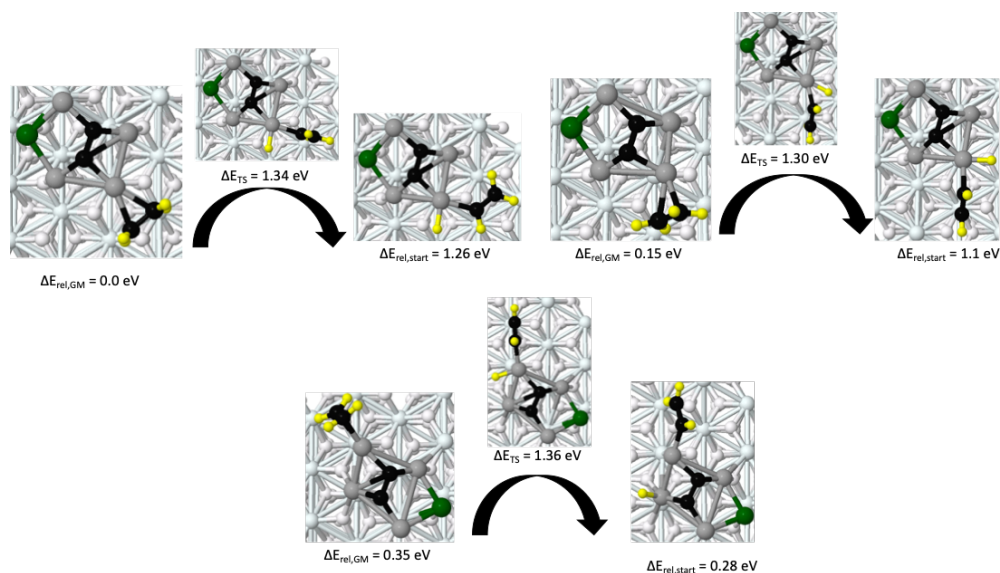 ΔE_TS = 1.34 eV
ΔE_rel,GM = 0.0 eV
ΔE_rel,start = 1.26 eV
ΔE_TS = 1.30 eV
ΔE_rel,GM = 0.15 eV
ΔE_rel,start = 1.1 eV
ΔE_TS = 1.36 eV
ΔE_rel,GM = 0.35 eV
ΔE_rel,start = 0.28 eV